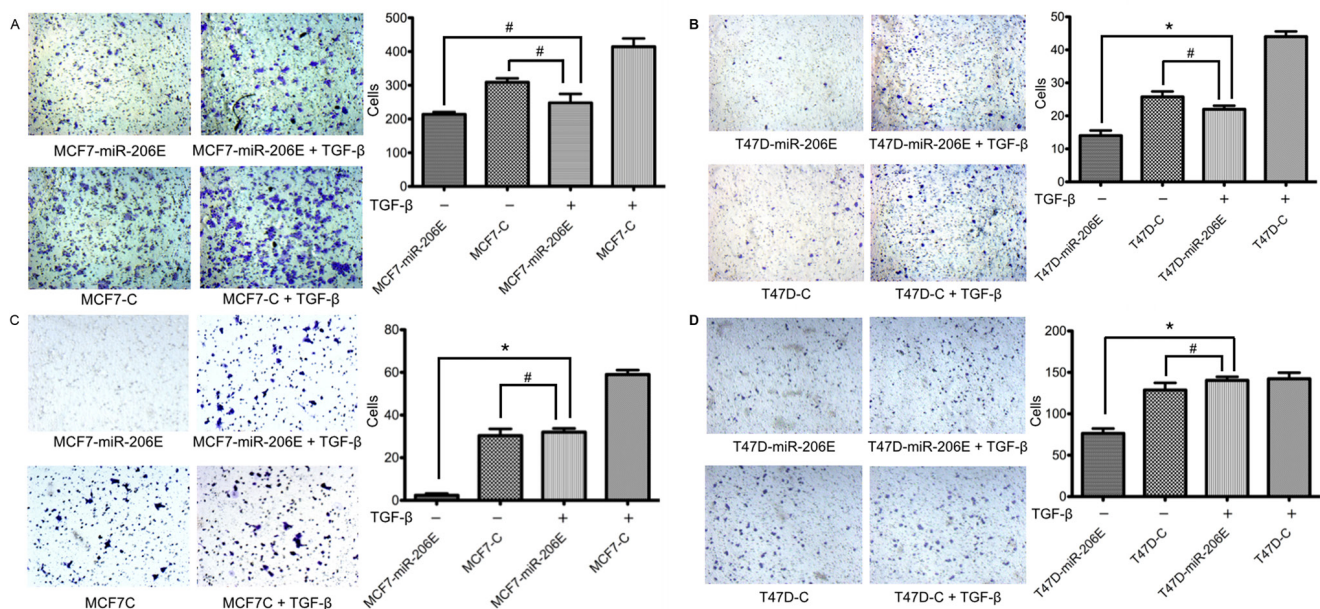 A
MCF7-miR-206E
MCF7-miR-206E + TGF-β
MCF7-C
MCF7-C + TGF-β
Cells
500
400
300
200
100
0
#
#
TGF-β – – + +
MCF7-miR-206E
MCF7-C
MCF7-miR-206E
MCF7-C
B
T47D-miR-206E
T47D-miR-206E + TGF-β
T47D-C
T47D-C + TGF-β
Cells
50
40
30
20
10
0
*
#
TGF-β – – + +
T47D-miR-206E
T47D-C
T47D-miR-206E
T47D-C
C
MCF7-miR-206E
MCF7-miR-206E + TGF-β
MCF7C
MCF7C + TGF-β
Cells
80
60
40
20
0
*
#
TGF-β – – + +
MCF7-miR-206E
MCF7-C
MCF7-miR-206E
MCF7-C
D
T47D-miR-206E
T47D-miR-206E + TGF-β
T47D-C
T47D-C + TGF-β
Cells
200
150
100
50
0
*
#
TGF-β – – + +
T47D-miR-206E
T47D-C
T47D-miR-206E
T47D-C